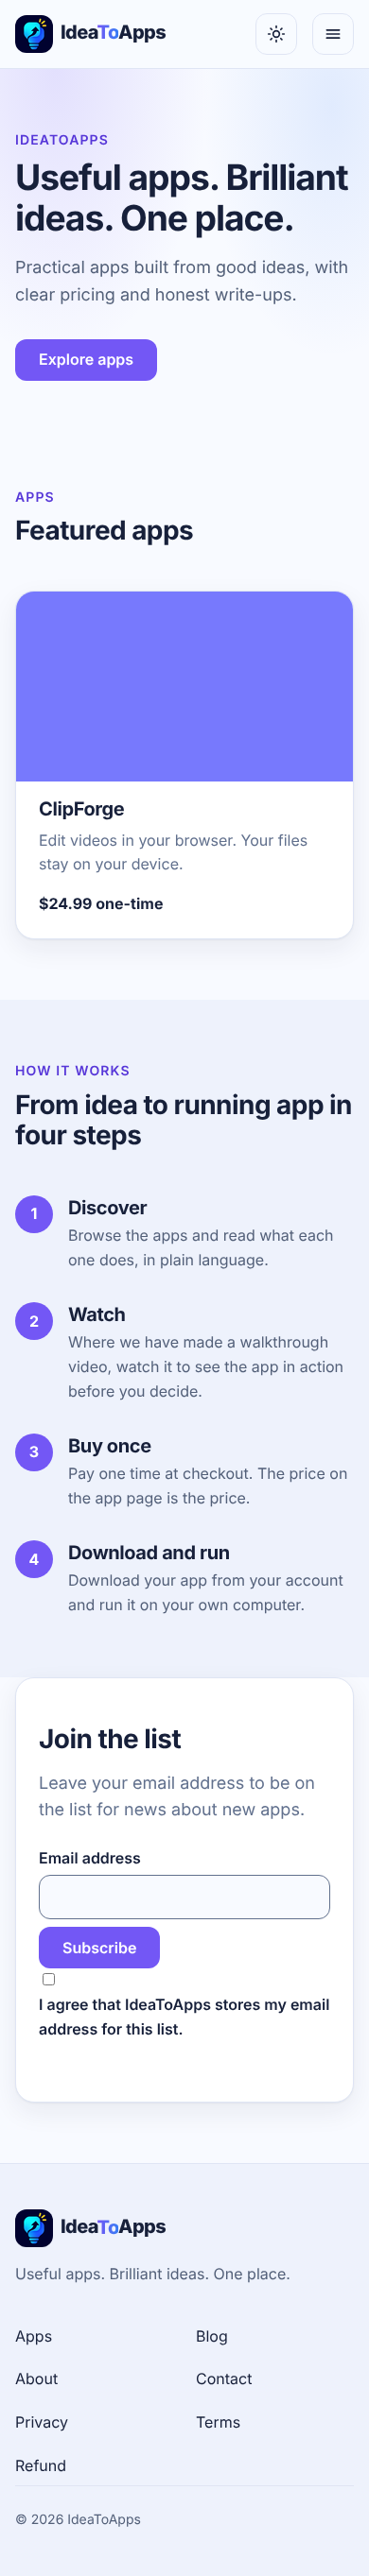 IdeaToApps
IDEATOAPPS
Useful apps. Brilliant
ideas. One place.
Practical apps built from good ideas, with
clear pricing and honest write-ups.
Explore apps
APPS
Featured apps
ClipForge
Edit videos in your browser. Your files
stay on your device.
$24.99 one-time
HOW IT WORKS
From idea to running app in
four steps
1
Discover
Browse the apps and read what each
one does, in plain language.
2
Watch
Where we have made a walkthrough
video, watch it to see the app in action
before you decide.
3
Buy once
Pay one time at checkout. The price on
the app page is the price.
4
Download and run
Download your app from your account
and run it on your own computer.
Join the list
Leave your email address to be on
the list for news about new apps.
Email address
Subscribe
I agree that IdeaToApps stores my email
address for this list.
IdeaToApps
Useful apps. Brilliant ideas. One place.
Apps
Blog
About
Contact
Privacy
Terms
Refund
© 2026 IdeaToApps